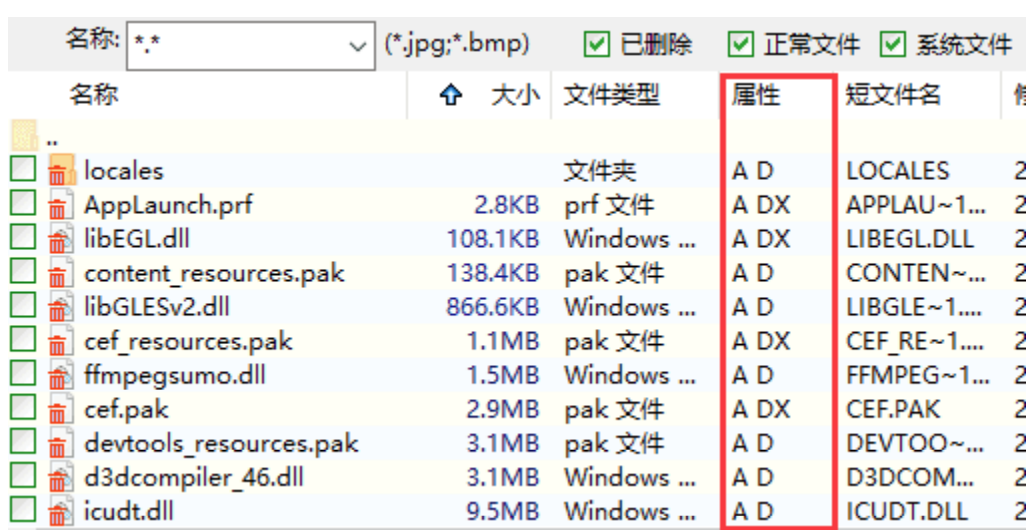 名称: *.* (*.jpg;*.bmp) 已删除 正常文件 系统文件
名称 大小 文件类型 属性 短文件名
..
locales 文件夹 A D LOCALES 2
AppLaunch.prf 2.8KB prf 文件 A DX APPLAU~1... 2
libEGL.dll 108.1KB Windows ... A DX LIBEGL.DLL 2
content_resources.pak 138.4KB pak 文件 A D CONTEN~... 2
libGLESv2.dll 866.6KB Windows ... A D LIBGLE~1.... 2
cef_resources.pak 1.1MB pak 文件 A DX CEF_RE~1.... 2
ffmpegsumo.dll 1.5MB Windows ... A D FFMPEG~1... 2
cef.pak 2.9MB pak 文件 A DX CEF.PAK 2
devtools_resources.pak 3.1MB pak 文件 A D DEVTOO~... 2
d3dcompiler_46.dll 3.1MB Windows ... A D D3DCOM... 2
icudt.dll 9.5MB Windows ... A D ICUDT.DLL 2